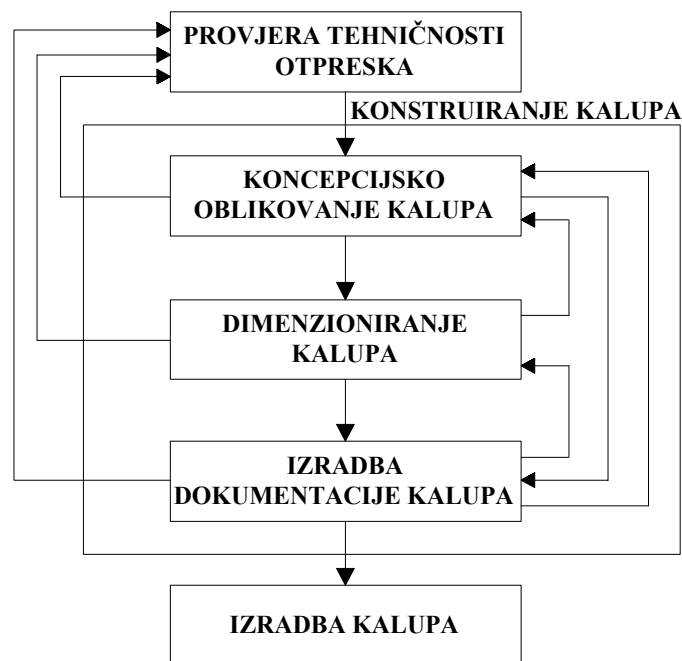 PROVJERA TEHNIČNOSTI
OTPRESKA
KONSTRUIRANJE KALUPA
KONCEPCIJSKO
OBLIKOVANJE KALUPA
DIMENZIONIRANJE
KALUPA
IZRADBA
DOKUMENTACIJE KALUPA
IZRADBA KALUPA